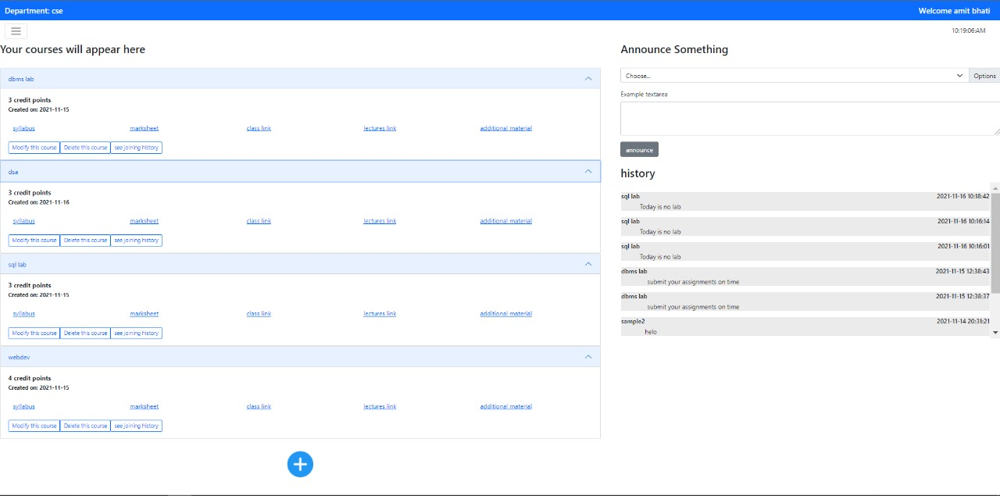 Department: cse
Welcome amit bhati
10:19:06:AM
Your courses will appear here
dbms lab
3 credit points
Created on: 2021-11-15
syllabus marksheet class link lectures link additional material
Modify this course Delete this course see joining history
dsa
3 credit points
Created on: 2021-11-16
syllabus marksheet class link lectures link additional material
Modify this course Delete this course see joining history
sql lab
3 credit points
Created on: 2021-11-15
syllabus marksheet class link lectures link additional material
Modify this course Delete this course see joining history
webdev
4 credit points
Created on: 2021-11-15
syllabus marksheet class link lectures link additional material
Modify this course Delete this course see joining history
Announce Something
Choose... Options
Example textarea
announce
history
sql lab 2021-11-16 10:18:42
Today is no lab
sql lab 2021-11-16 10:16:14
Today is no lab
sql lab 2021-11-16 10:16:01
Today is no lab
dbms lab 2021-11-15 12:38:43
submit your assignments on time
dbms lab 2021-11-15 12:38:37
submit your assignments on time
sample2 2021-11-14 20:31:21
helo